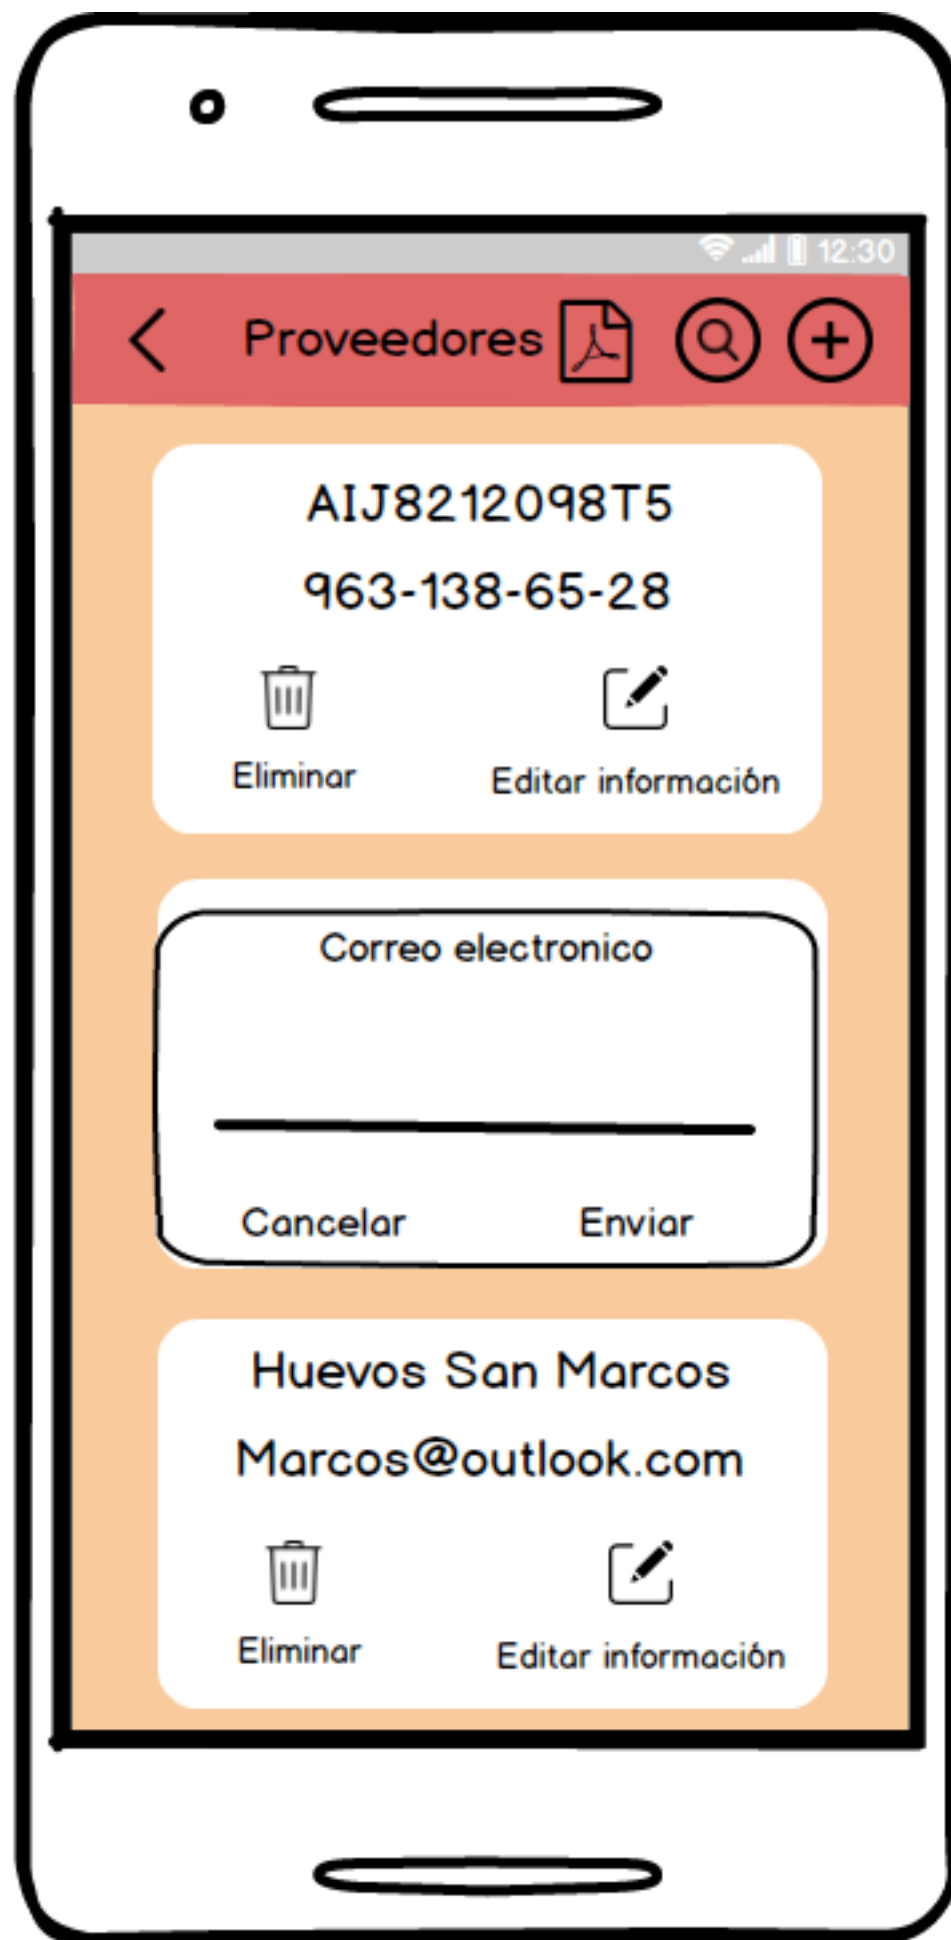 12:30
Proveedores
AIJ8212098T5
963-138-65-28
Eliminar Editar información
Correo electronico
Cancelar Enviar
Huevos San Marcos
Marcos@outlook.com
Eliminar Editar información